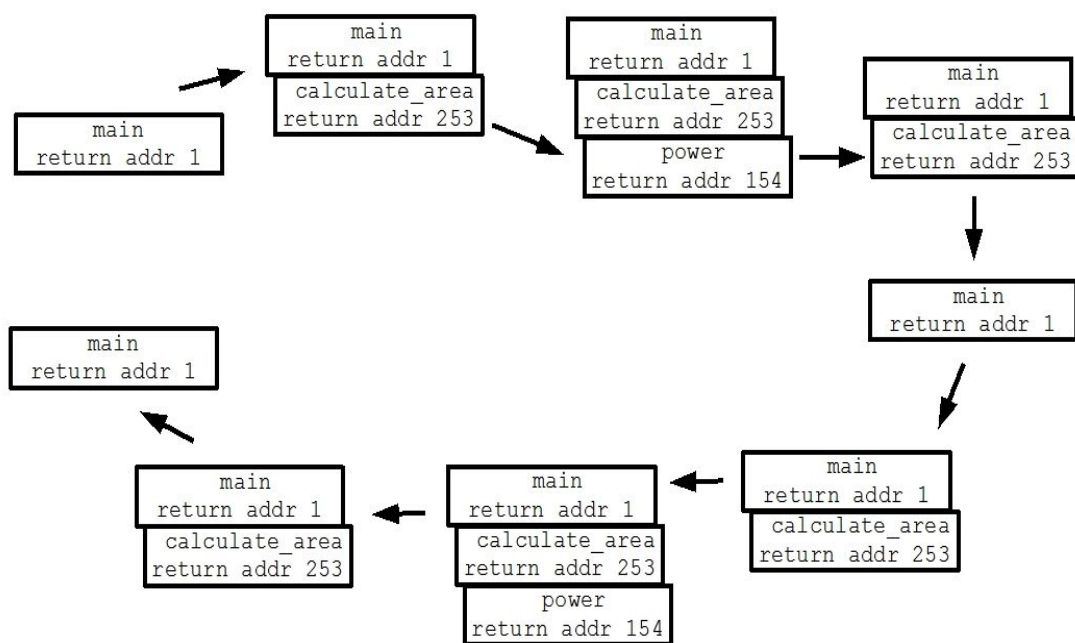 main
return addr 1
main
return addr 1
calculate_area
return addr 253
main
return addr 1
calculate_area
return addr 253
power
return addr 154
main
return addr 1
calculate_area
return addr 253
main
return addr 1
main
return addr 1
calculate_area
return addr 253
main
return addr 1
calculate_area
return addr 253
power
return addr 154
main
return addr 1
calculate_area
return addr 253
main
return addr 1